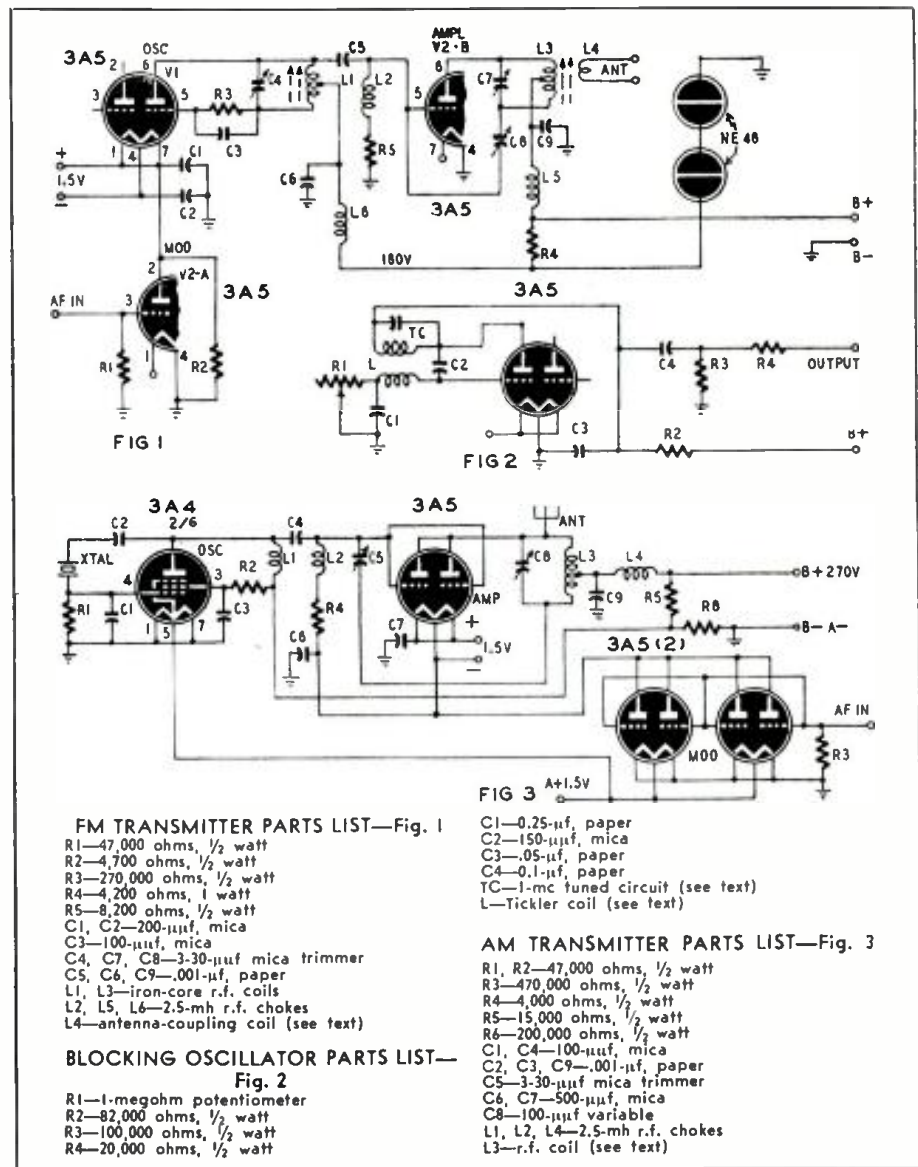 3A5
OSC
2
6
V1
3
5
1
4
7
+
1.5V
−
R3
C4
C3
C1
C2
L1
C5
L2
R5
C6
L6
AMPL
V2-B
6
5
7
4
3A5
C7
C8
L3
L4
ANT
C9
L5
R4
180V
NE 48
B+
B−
MOD
2
V2-A
3A5
AF IN
3
1
4
R1
R2
FIG 1
3A5
TC
L
C2
R1
C1
C3
C4
R3
R4
OUTPUT
R2
B+
FIG 2
3A4
2/6
OSC
C2
XTAL
4
3
R1
C1
1
5
7
C3
R2
C4
L1
L2
C5
R4
C6
3A5
AMP
C7
+
1.5V
−
ANT
C8
L3
L4
C9
R5
R6
B+270V
B− A−
3A5 (2)
MOD
AF IN
R3
A+1.5V
FIG 3
FM TRANSMITTER PARTS LIST—Fig. 1
R1—47,000 ohms, 1/2 watt
R2—4,700 ohms, 1/2 watt
R3—270,000 ohms, 1/2 watt
R4—4,200 ohms, 1 watt
R5—8,200 ohms, 1/2 watt
C1, C2—200-μμf, mica
C3—100-μμf, mica
C4, C7, C8—3-30-μμf mica trimmer
C5, C6, C9—.001-μf, paper
L1, L3—iron-core r.f. coils
L2, L5, L6—2.5-mh r.f. chokes
L4—antenna-coupling coil (see text)
BLOCKING OSCILLATOR PARTS LIST—
Fig. 2
R1—1-megohm potentiometer
R2—82,000 ohms, 1/2 watt
R3—100,000 ohms, 1/2 watt
R4—20,000 ohms, 1/2 watt
C1—0.25-μf, paper
C2—150-μμf, mica
C3—.05-μf, paper
C4—0.1-μf, paper
TC—1-mc tuned circuit (see text)
L—Tickler coil (see text)
AM TRANSMITTER PARTS LIST—Fig. 3
R1, R2—47,000 ohms, 1/2 watt
R3—470,000 ohms, 1/2 watt
R4—4,000 ohms, 1/2 watt
R5—15,000 ohms, 1/2 watt
R6—200,000 ohms, 1/2 watt
C1, C4—100-μμf, mica
C2, C3, C9—.001-μf, paper
C5—3-30-μμf mica trimmer
C6, C7—500-μμf, mica
C8—100-μμf variable
L1, L2, L4—2.5-mh r.f. chokes
L3—r.f. coil (see text)